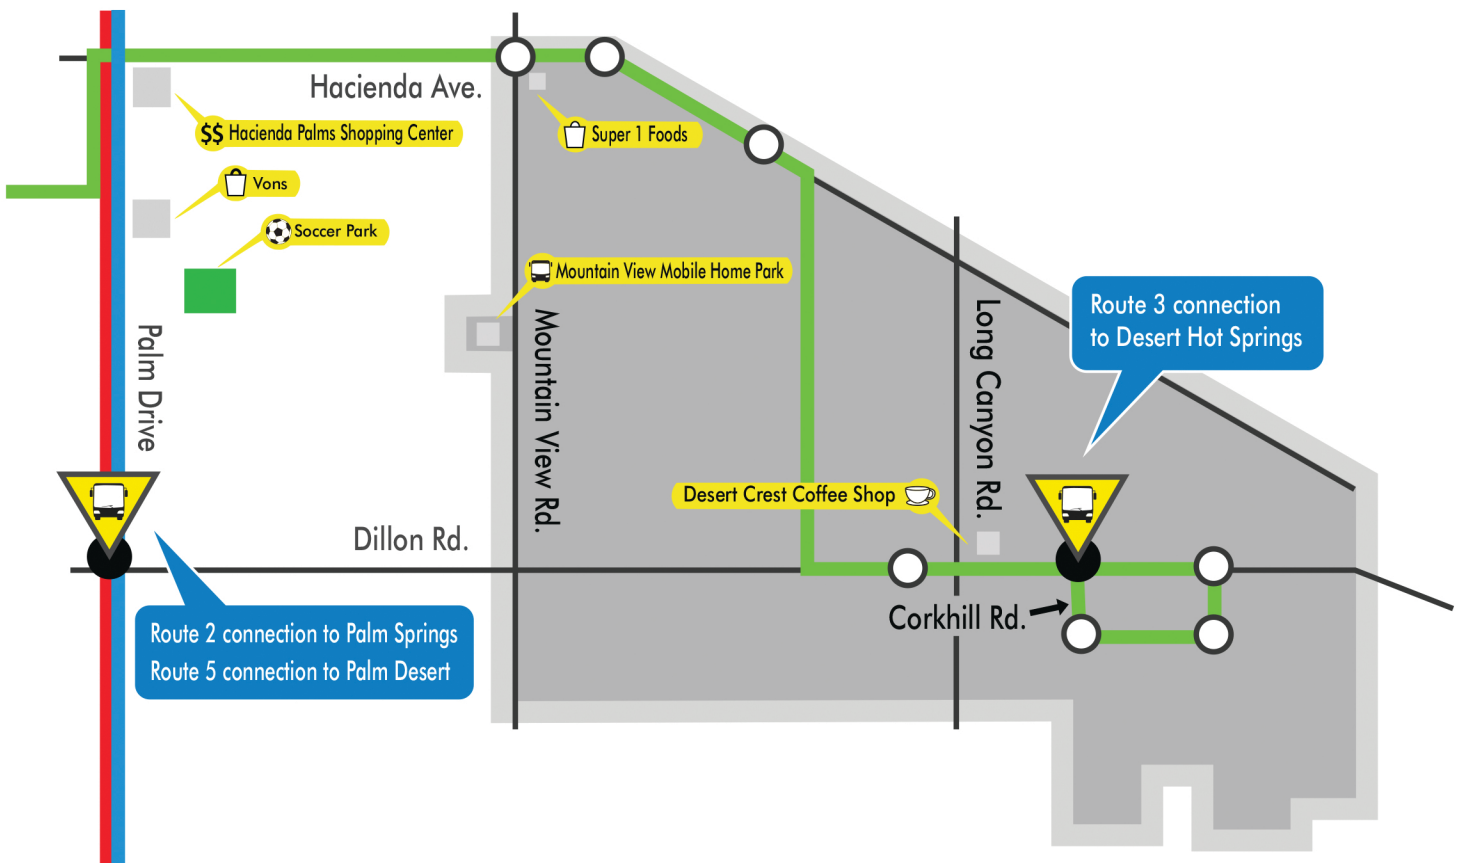 Hacienda Ave.
$$ Hacienda Palms Shopping Center
Super 1 Foods
Vons
Soccer Park
Mountain View Mobile Home Park
Palm Drive
Mountain View Rd.
Long Canyon Rd.
Route 3 connection
to Desert Hot Springs
Desert Crest Coffee Shop
Dillon Rd.
Corkhill Rd.
Route 2 connection to Palm Springs
Route 5 connection to Palm Desert